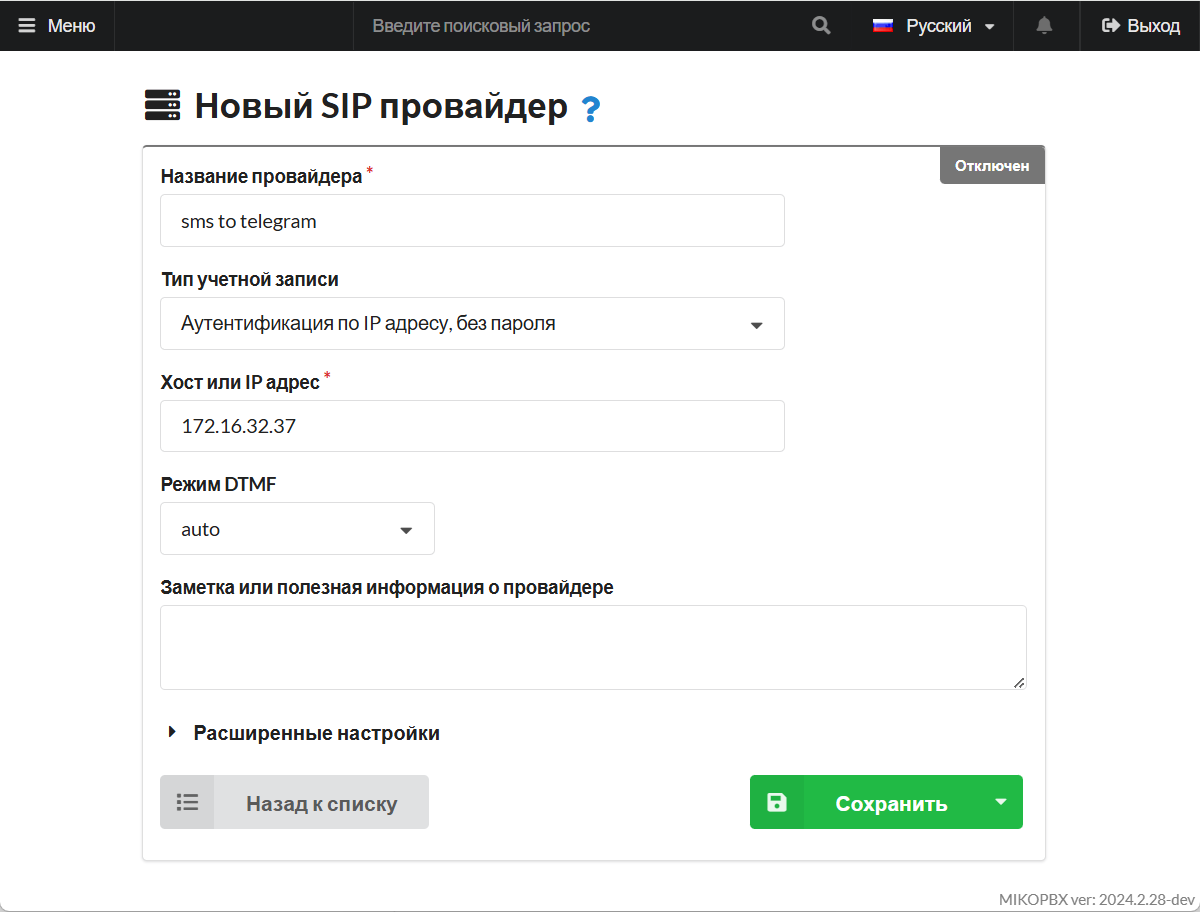 Меню
Введите поисковый запрос
Русский
Выход
Новый SIP провайдер ?
Отключен
Название провайдера *
sms to telegram
Тип учетной записи
Аутентификация по IP адресу, без пароля
Хост или IP адрес *
172.16.32.37
Режим DTMF
auto
Заметка или полезная информация о провайдере
Расширенные настройки
Назад к списку
Сохранить
MIKOPBX ver: 2024.2.28-dev